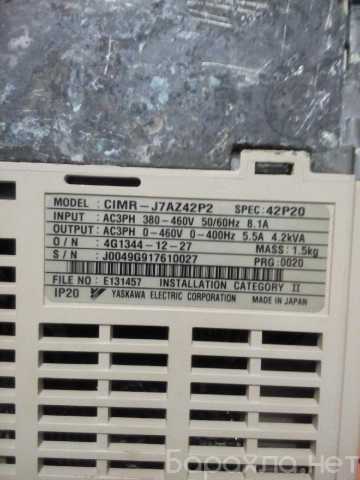 MODEL : CIMR-J7AZ42P2 SPEC: 42P20
INPUT : AC3PH 380-460V 50/60Hz 8.1A
OUTPUT : AC3PH 0-460V 0-400Hz 5.5A 4.2kVA
O / N : 4G1344-12-27 MASS: 1.5kg
S / N : J0049G917610027 PRG: 0020
FILE NO : E131457 INSTALLATION CATEGORY II
IP20 YASKAWA ELECTRIC CORPORATION MADE IN JAPAN
Барохла.нет